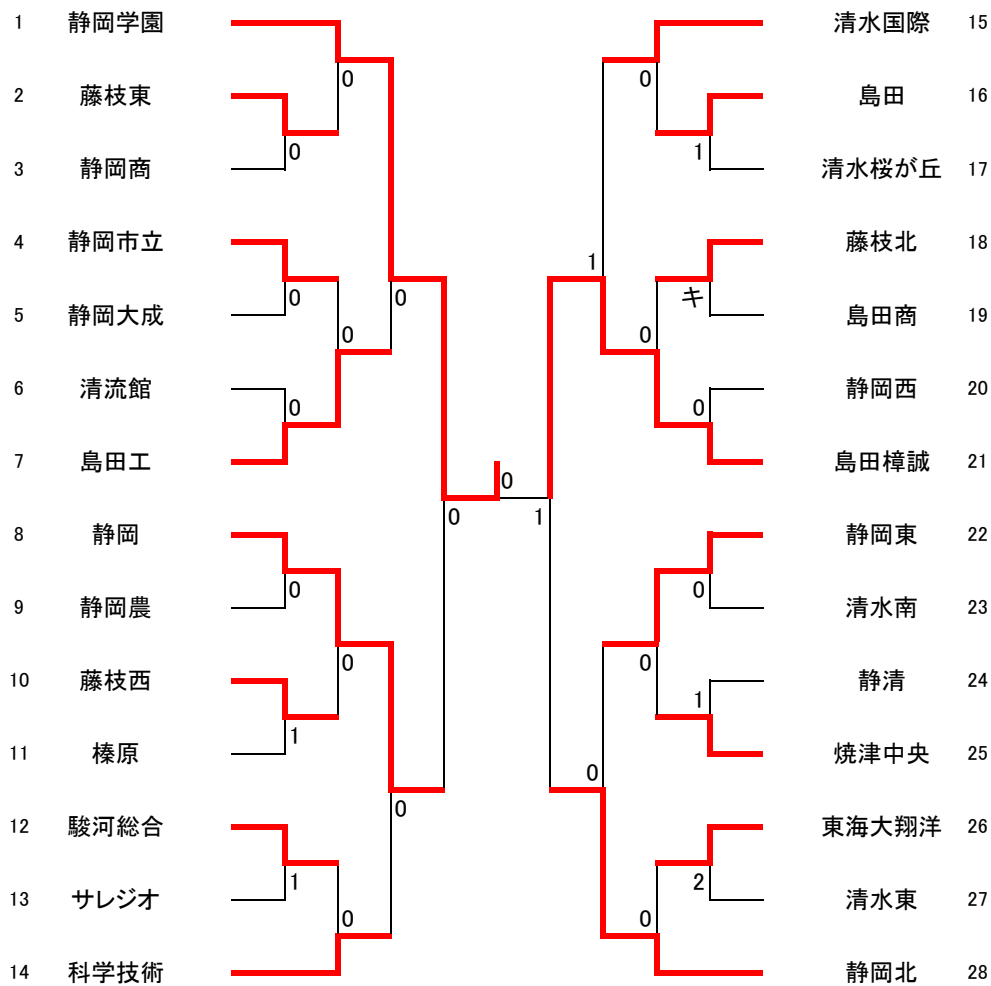 1 静岡学園
2 藤枝東
3 静岡商
4 静岡市立
5 静岡大成
6 清流館
7 島田工
8 静岡
9 静岡農
10 藤枝西
11 榛原
12 駿河総合
13 サレジオ
14 科学技術
0
0
0
0
0
0
0
0
1
0
1
0
0
0
1
0
1
1
キ
0
0
0
0
1
0
2
0
清水国際 15
島田 16
清水桜が丘 17
藤枝北 18
島田商 19
静岡西 20
島田樟誠 21
静岡東 22
清水南 23
静清 24
焼津中央 25
東海大翔洋 26
清水東 27
静岡北 28